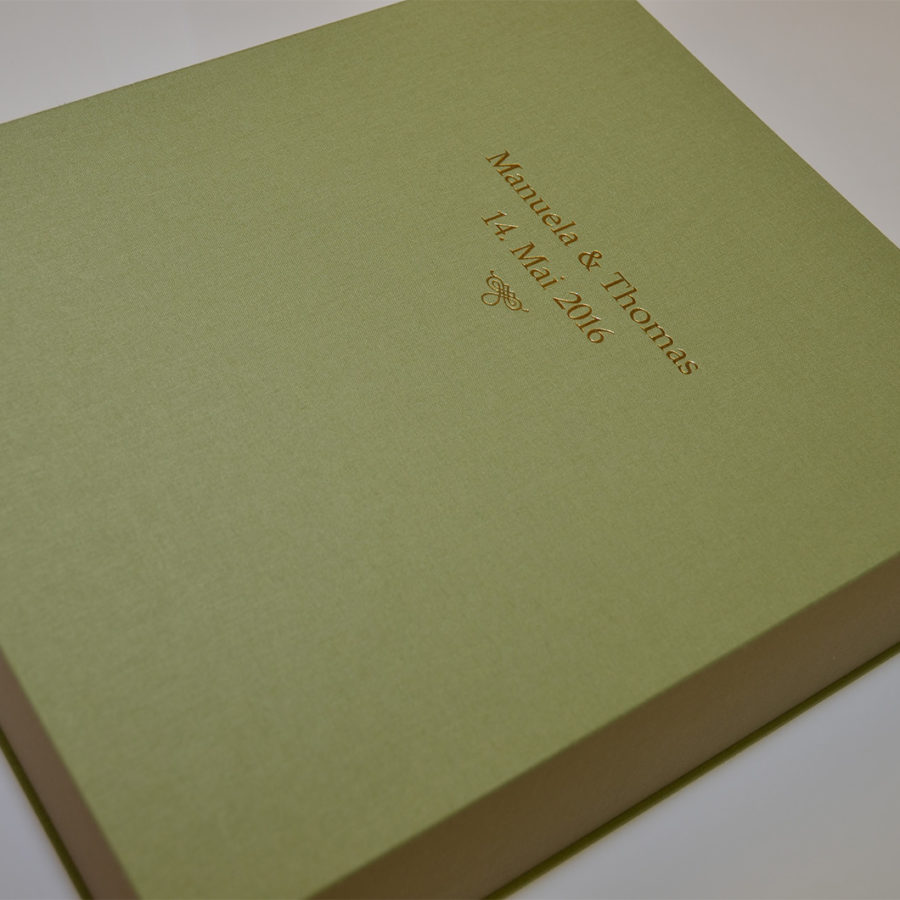 Manuela & Thomas
14. Mai 2016